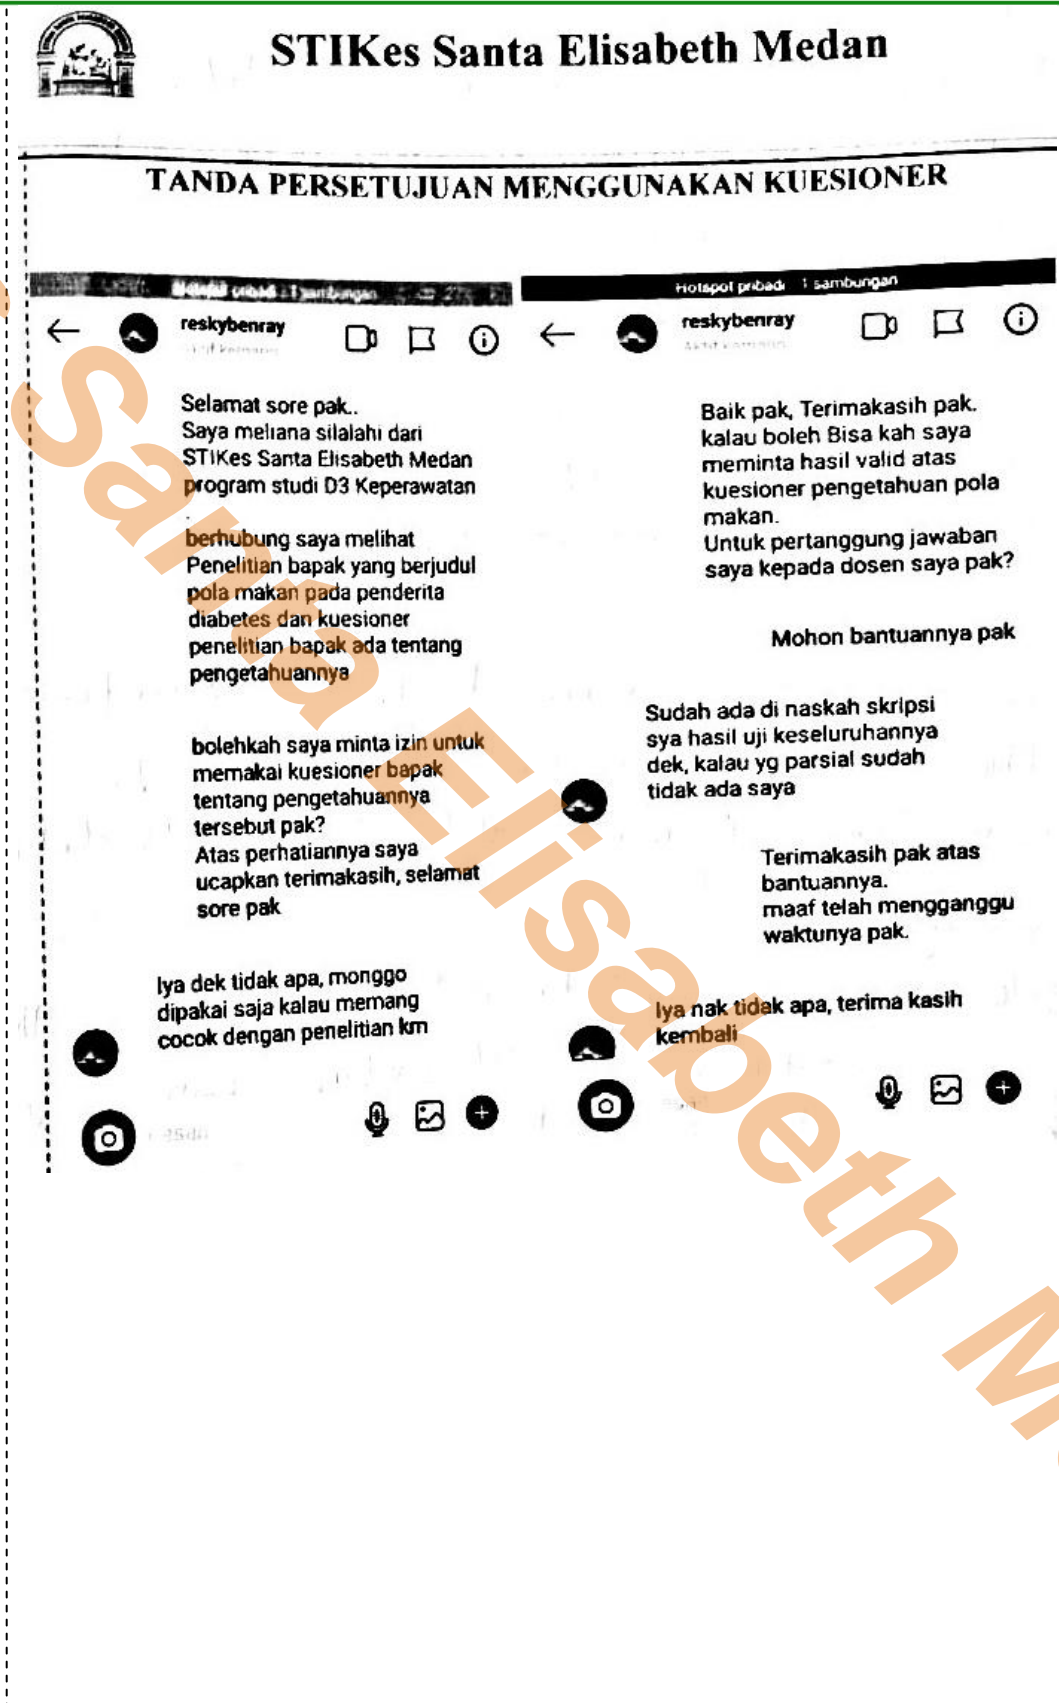 STIKes Santa Elisabeth Medan
TANDA PERSETUJUAN MENGGUNAKAN KUESIONER
Hotspot pribadi : 1 sambungan
reskybenray
Selamat sore pak..
Saya meliana silalahi dari
STIKes Santa Elisabeth Medan
program studi D3 Keperawatan
.
berhubung saya melihat
Penelitian bapak yang berjudul
pola makan pada penderita
diabetes dan kuesioner
penelitian bapak ada tentang
pengetahuannya
bolehkah saya minta izin untuk
memakai kuesioner bapak
tentang pengetahuannya
tersebut pak?
Atas perhatiannya saya
ucapkan terimakasih, selamat
sore pak
Iya dek tidak apa, monggo
dipakai saja kalau memang
cocok dengan penelitian km
Hotspot pribadi 1 sambungan
reskybenray
Aktif kemarin
Baik pak, Terimakasih pak.
kalau boleh Bisa kah saya
meminta hasil valid atas
kuesioner pengetahuan pola
makan.
Untuk pertanggung jawaban
saya kepada dosen saya pak?
Mohon bantuannya pak
Sudah ada di naskah skripsi
sya hasil uji keseluruhannya
dek, kalau yg parsial sudah
tidak ada saya
Terimakasih pak atas
bantuannya.
maaf telah mengganggu
waktunya pak.
Iya nak tidak apa, terima kasih
kembali
Santa Elisabeth M